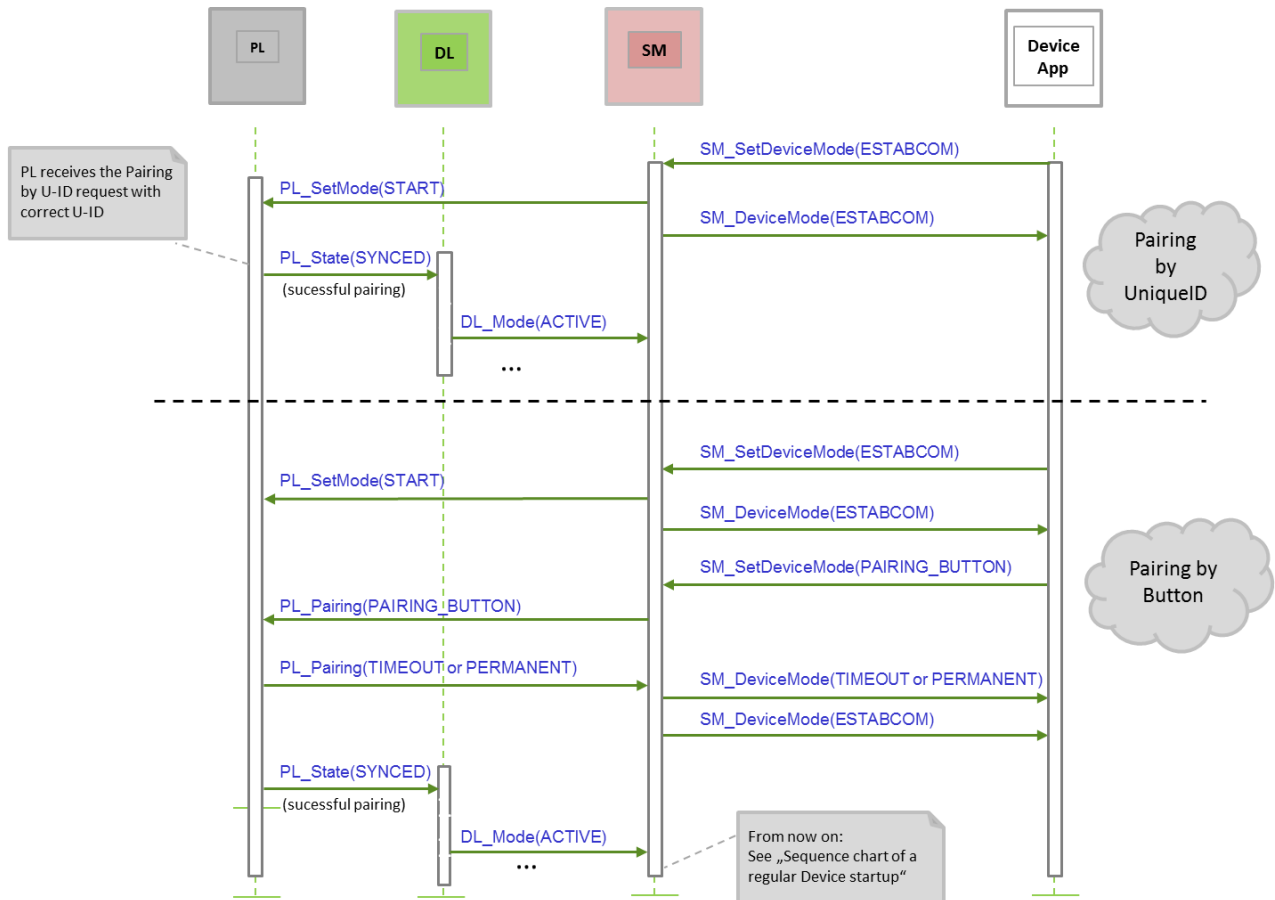 PL
DL
SM
Device
App
SM_SetDeviceMode(ESTABCOM)
PL receives the Pairing
by U-ID request with
correct U-ID
PL_SetMode(START)
SM_DeviceMode(ESTABCOM)
Pairing
by
UniqueID
PL_State(SYNCED)
(sucessful pairing)
DL_Mode(ACTIVE)
...
SM_SetDeviceMode(ESTABCOM)
PL_SetMode(START)
SM_DeviceMode(ESTABCOM)
SM_SetDeviceMode(PAIRING_BUTTON)
Pairing by
Button
PL_Pairing(PAIRING_BUTTON)
PL_Pairing(TIMEOUT or PERMANENT)
SM_DeviceMode(TIMEOUT or PERMANENT)
SM_DeviceMode(ESTABCOM)
PL_State(SYNCED)
(sucessful pairing)
DL_Mode(ACTIVE)
...
From now on:
See „Sequence chart of a
regular Device startup“